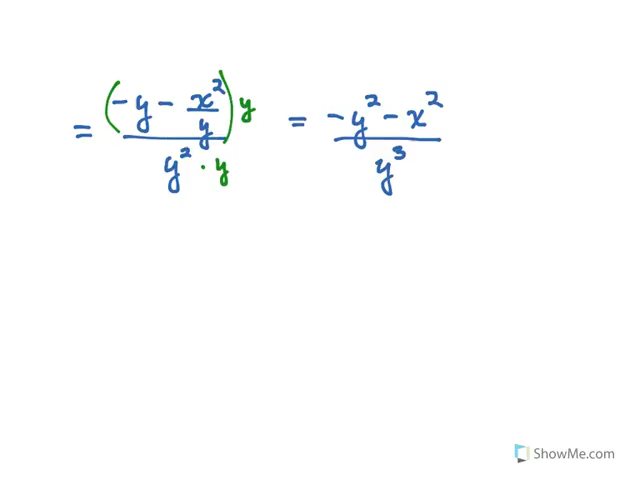 = (-y - x²/y) y / y² · y = -y² - x² / y³
ShowMe.com